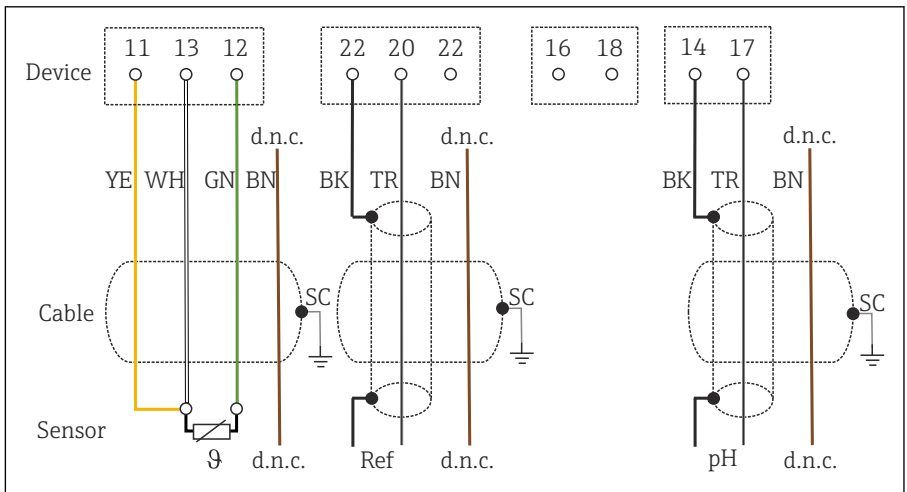 11 13 12 22 20 22 16 18 14 17
Device
d.n.c. d.n.c. d.n.c.
YE WH GN BN BK TR BN BK TR BN
SC SC SC
Cable
Sensor
ϑ d.n.c. Ref d.n.c. pH d.n.c.